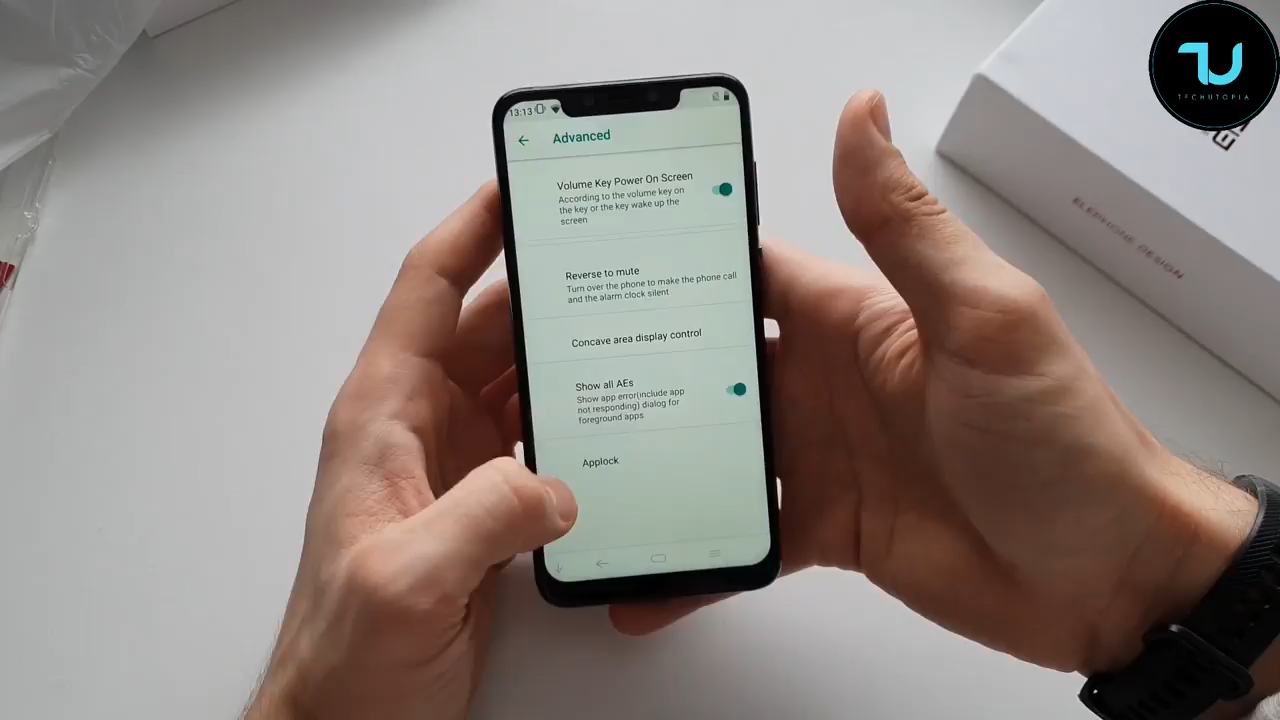 13:13
Advanced
Volume Key Power On Screen
According to the volume key on
the key or the key wake up the
screen
Reverse to mute
Turn over the phone to make the phone call
and the alarm clock silent
Concave area display control
Show all AEs
Show app error(include app
not responding) dialog for
foreground apps
Applock
ELEPHONE DESIGN
TU
TECHUTOPIA